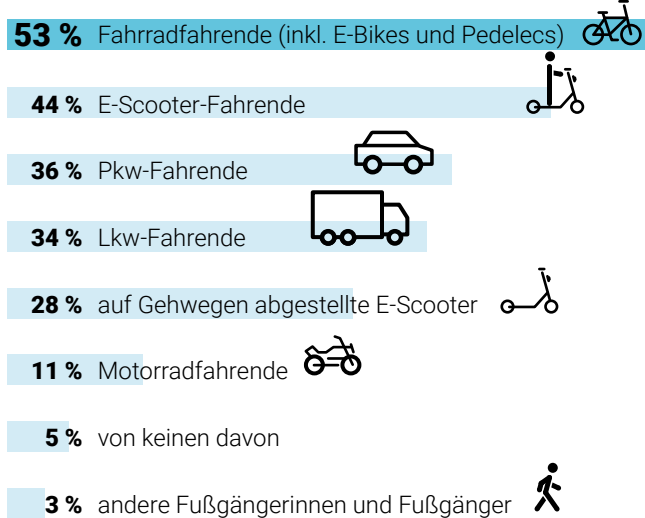 53 % Fahrradfahrende (inkl. E-Bikes und Pedelecs)
44 % E-Scooter-Fahrende
36 % Pkw-Fahrende
34 % Lkw-Fahrende
28 % auf Gehwegen abgestellte E-Scooter
11 % Motorradfahrende
5 % von keinen davon
3 % andere Fußgängerinnen und Fußgänger